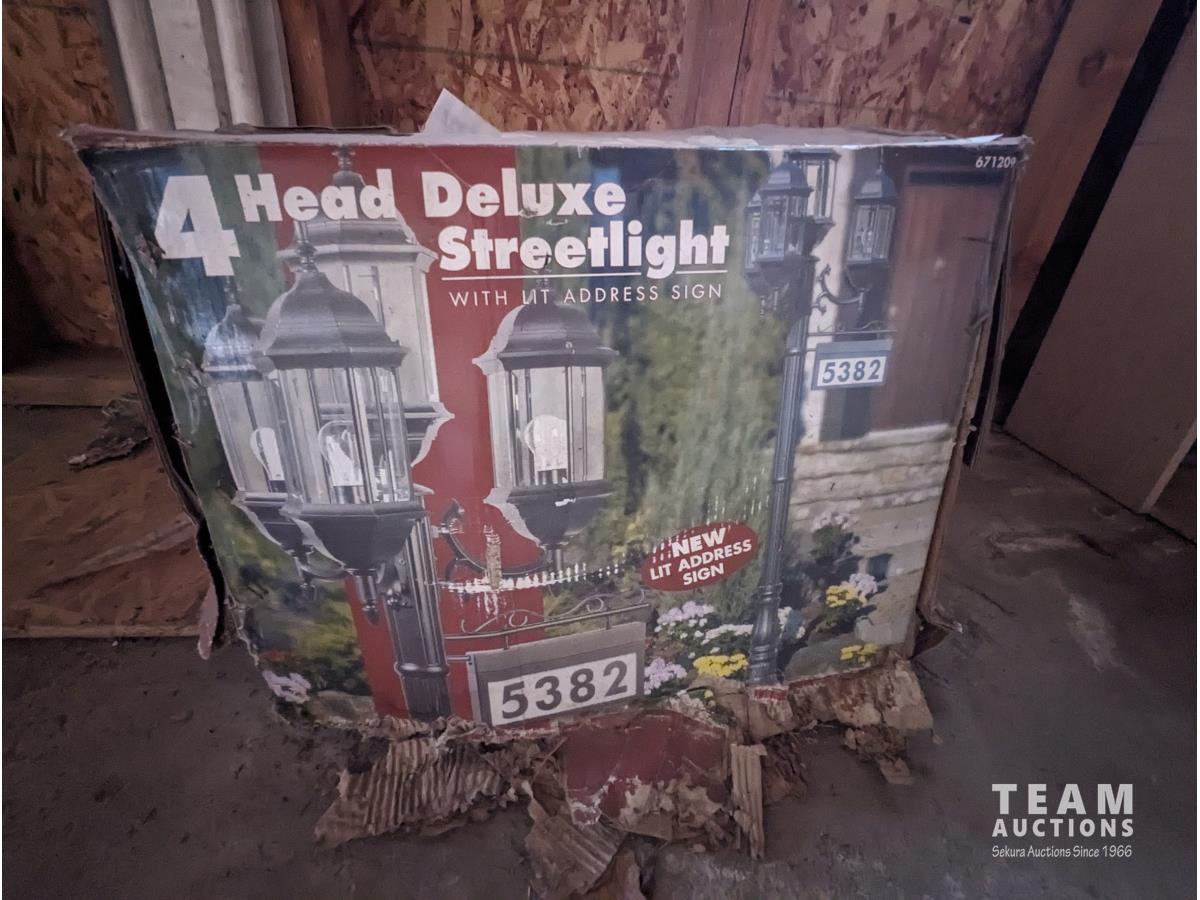 671209
4 Head Deluxe
Streetlight
WITH LIT ADDRESS SIGN
5382
NEW
LIT ADDRESS
SIGN
5382
TEAM
AUCTIONS
Sekura Auctions Since 1966